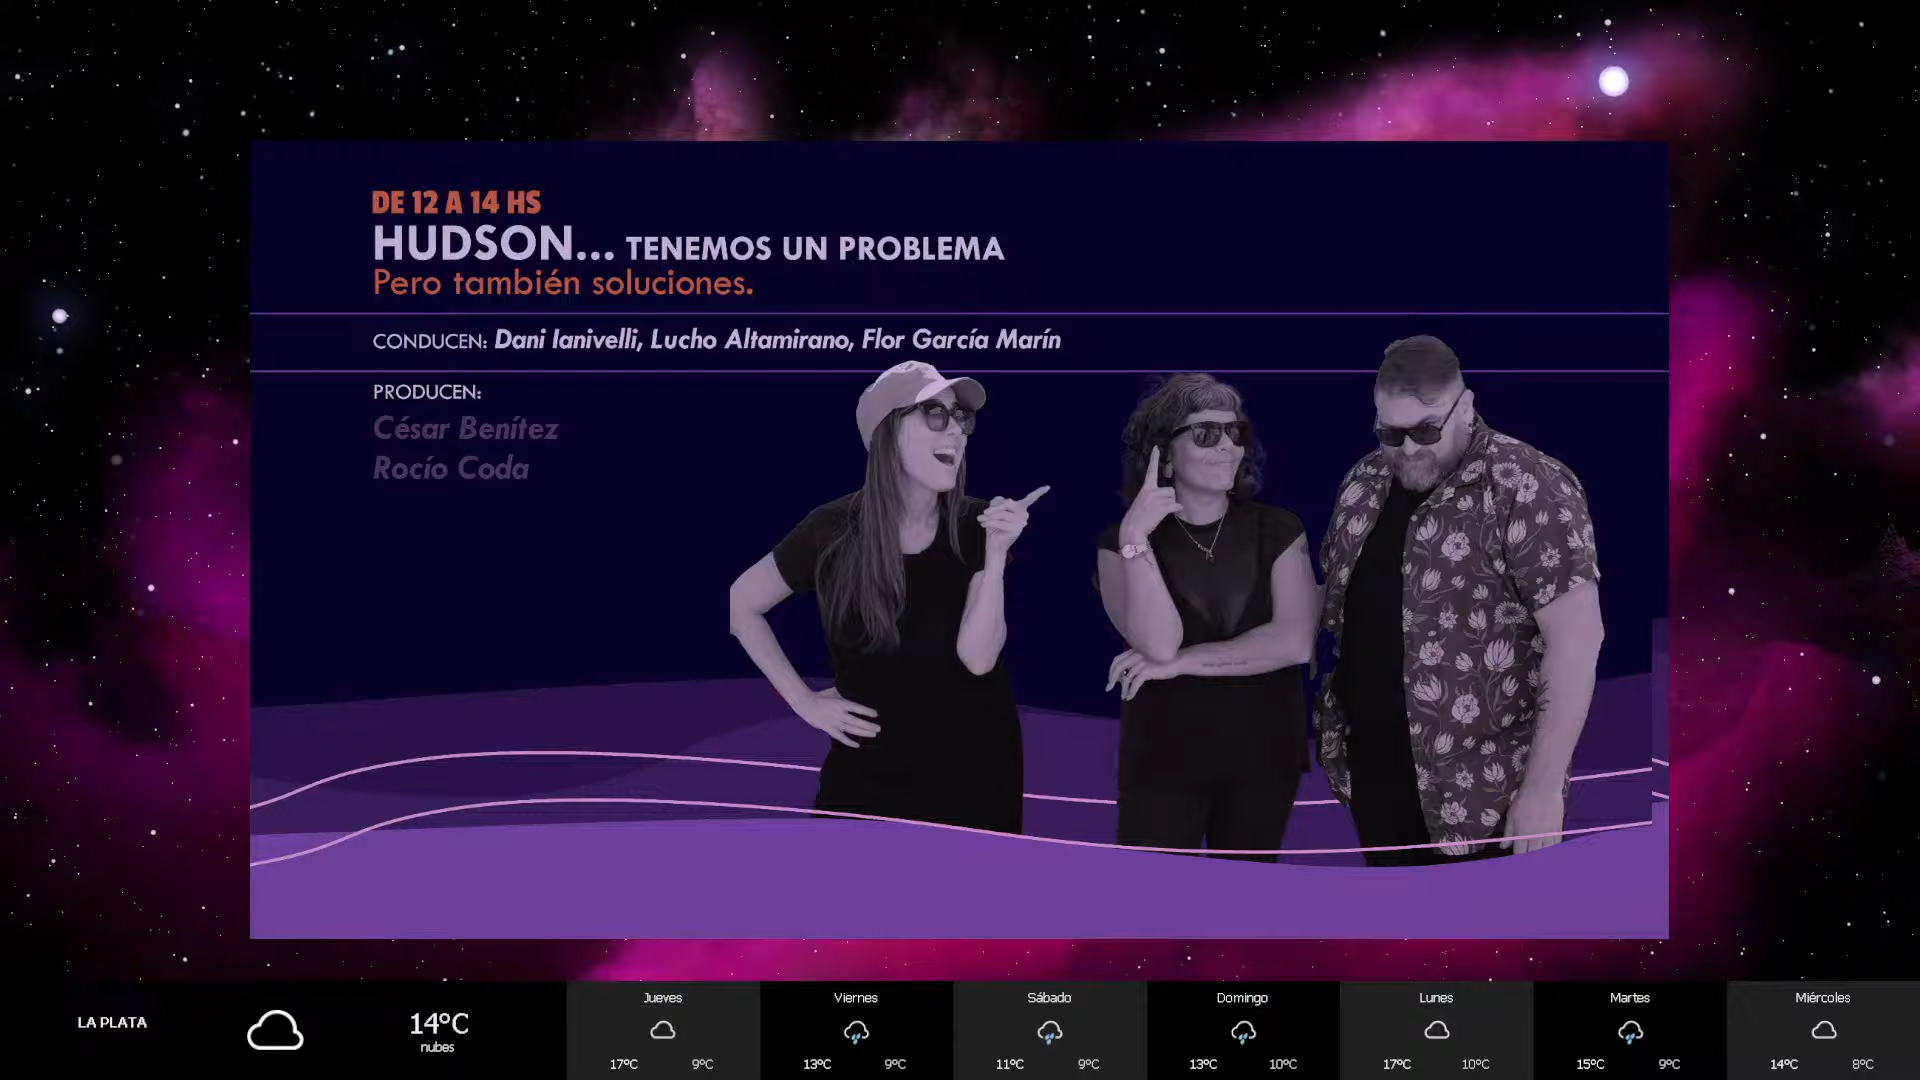 DE 12 A 14 HS
HUDSON... TENEMOS UN PROBLEMA
Pero también soluciones.
CONDUCEN: Dani Ianivelli, Lucho Altamirano, Flor García Marín
PRODUCEN:
César Benítez
Rocío Coda
LA PLATA
14°C
nubes
Jueves
17°C 9°C
Viernes
13°C 9°C
Sábado
11°C 9°C
Domingo
13°C 10°C
Lunes
17°C 10°C
Martes
15°C 9°C
Miércoles
14°C 8°C